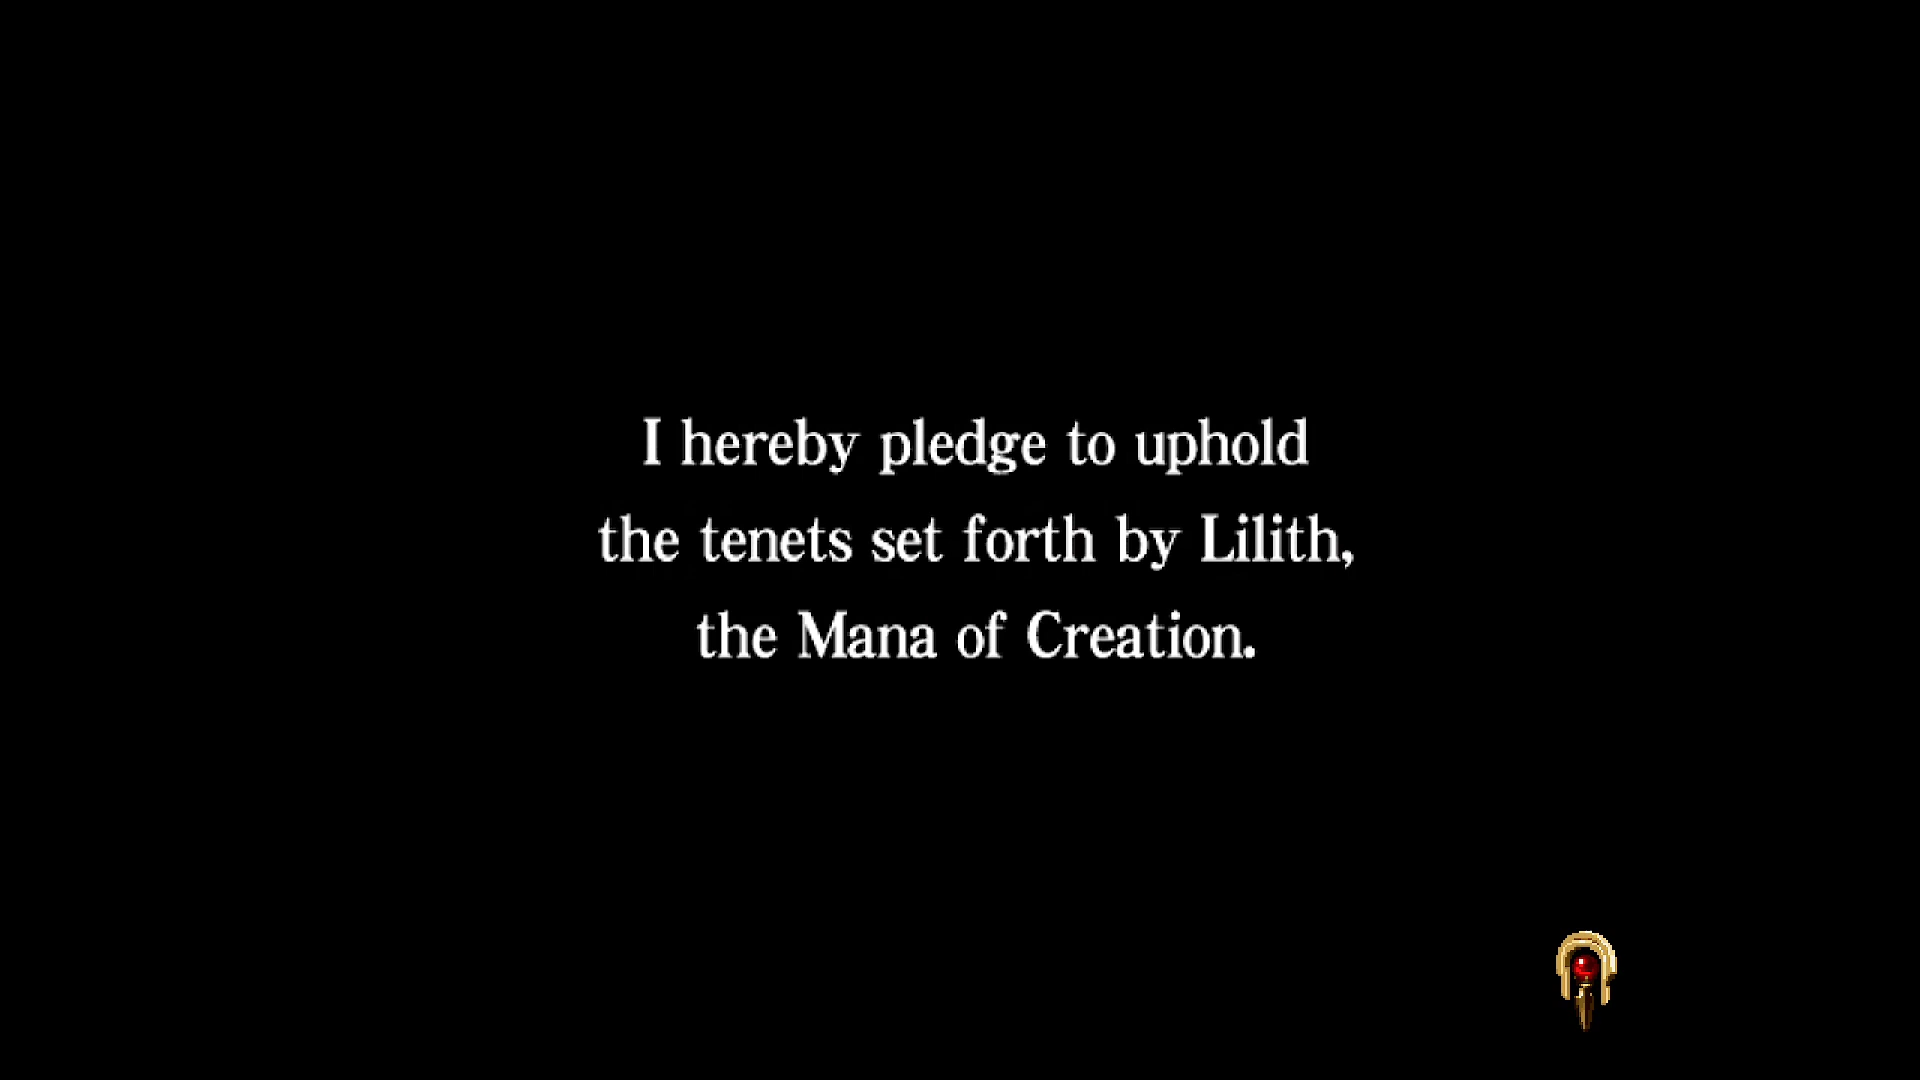 I hereby pledge to uphold
the tenets set forth by Lilith,
the Mana of Creation.